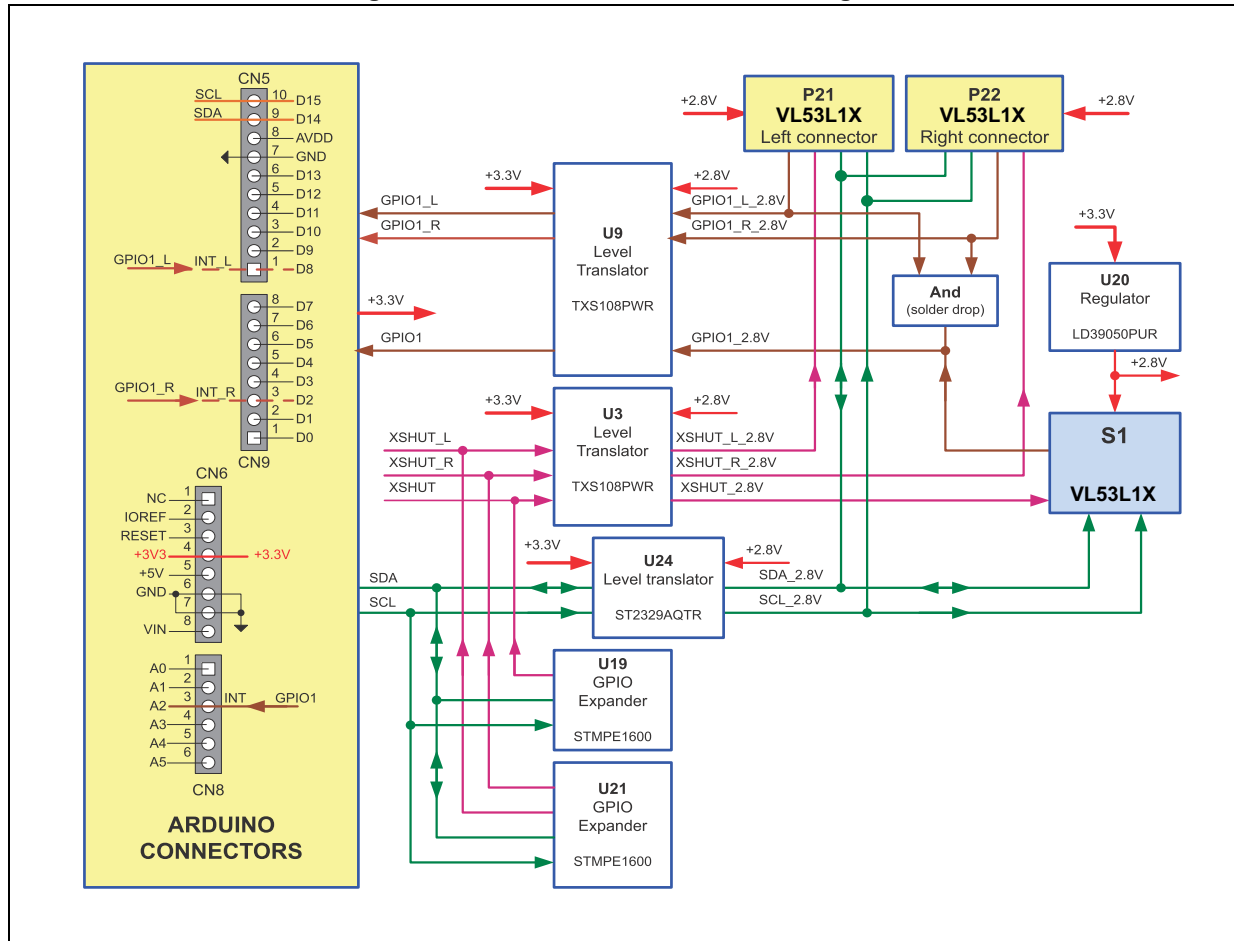 CN5
SCL 10 D15
SDA 9 D14
8 AVDD
7 GND
6 D13
5 D12
4 D11
3 D10
2 D9
GPIO1_L INT_L 1 D8
8 D7
7 D6
6 D5
5 D4
4 D3
GPIO1_R INT_R 3 D2
2 D1
1 D0
CN9
CN6
NC 1
IOREF 2
RESET 3
+3V3 4 +3.3V
+5V 5
GND 6
7
VIN 8
A0 1
A1 2
A2 3 INT GPIO1
A3 4
A4 5
A5 6
CN8
ARDUINO
CONNECTORS
+3.3V
GPIO1_L
GPIO1_R
GPIO1
+3.3V
U9
Level
Translator
TXS108PWR
+2.8V
GPIO1_L_2.8V
GPIO1_R_2.8V
GPIO1_2.8V
+2.8V
P21
VL53L1X
Left connector
P22
VL53L1X
Right connector
+2.8V
And
(solder drop)
+3.3V
U20
Regulator
LD39050PUR
+2.8V
S1
VL53L1X
+3.3V
XSHUT_L
XSHUT_R
XSHUT
U3
Level
Translator
TXS108PWR
+2.8V
XSHUT_L_2.8V
XSHUT_R_2.8V
XSHUT_2.8V
+3.3V
SDA
SCL
U24
Level translator
ST2329AQTR
+2.8V
SDA_2.8V
SCL_2.8V
U19
GPIO
Expander
STMPE1600
U21
GPIO
Expander
STMPE1600